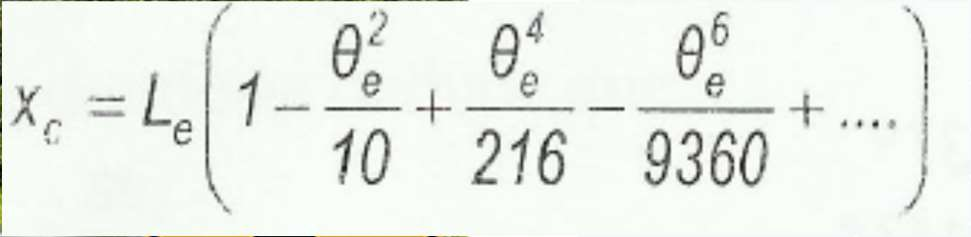 x_c = L_e ( 1 - θ_e^2/10 + θ_e^4/216 - θ_e^6/9360 + .... )